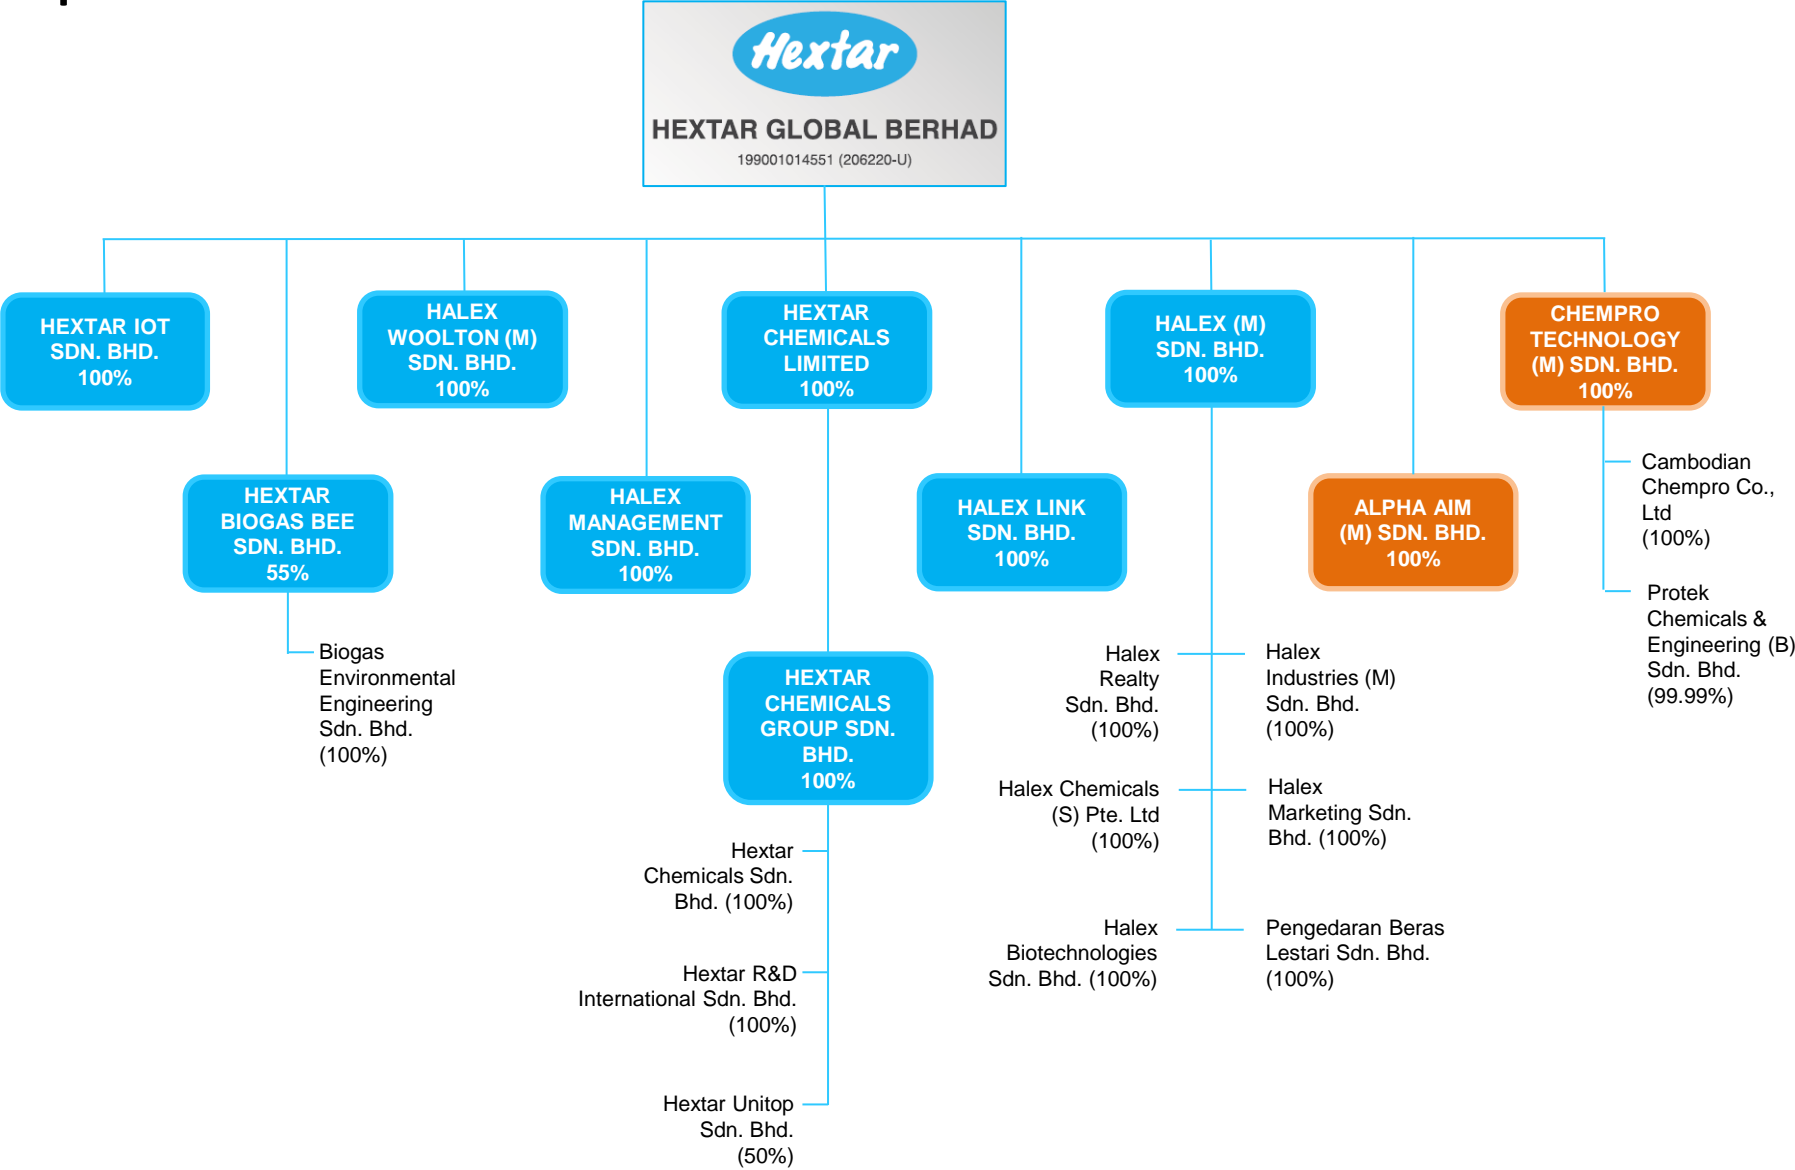 Hextar
HEXTAR GLOBAL BERHAD
199001014551 (206220-U)
HEXTAR IOT
SDN. BHD.
100%
HALEX
WOOLTON (M)
SDN. BHD.
100%
HEXTAR
CHEMICALS
LIMITED
100%
HALEX (M)
SDN. BHD.
100%
CHEMPRO
TECHNOLOGY
(M) SDN. BHD.
100%
HEXTAR
BIOGAS BEE
SDN. BHD.
55%
HALEX
MANAGEMENT
SDN. BHD.
100%
HALEX LINK
SDN. BHD.
100%
ALPHA AIM
(M) SDN. BHD.
100%
Cambodian
Chempro Co.,
Ltd
(100%)
Protek
Chemicals &
Engineering (B)
Sdn. Bhd.
(99.99%)
Biogas
Environmental
Engineering
Sdn. Bhd.
(100%)
HEXTAR
CHEMICALS
GROUP SDN.
BHD.
100%
Halex
Realty
Sdn. Bhd.
(100%)
Halex
Industries (M)
Sdn. Bhd.
(100%)
Halex Chemicals
(S) Pte. Ltd
(100%)
Halex
Marketing Sdn.
Bhd. (100%)
Hextar
Chemicals Sdn.
Bhd. (100%)
Halex
Biotechnologies
Sdn. Bhd. (100%)
Pengedaran Beras
Lestari Sdn. Bhd.
(100%)
Hextar R&D
International Sdn. Bhd.
(100%)
Hextar Unitop
Sdn. Bhd.
(50%)